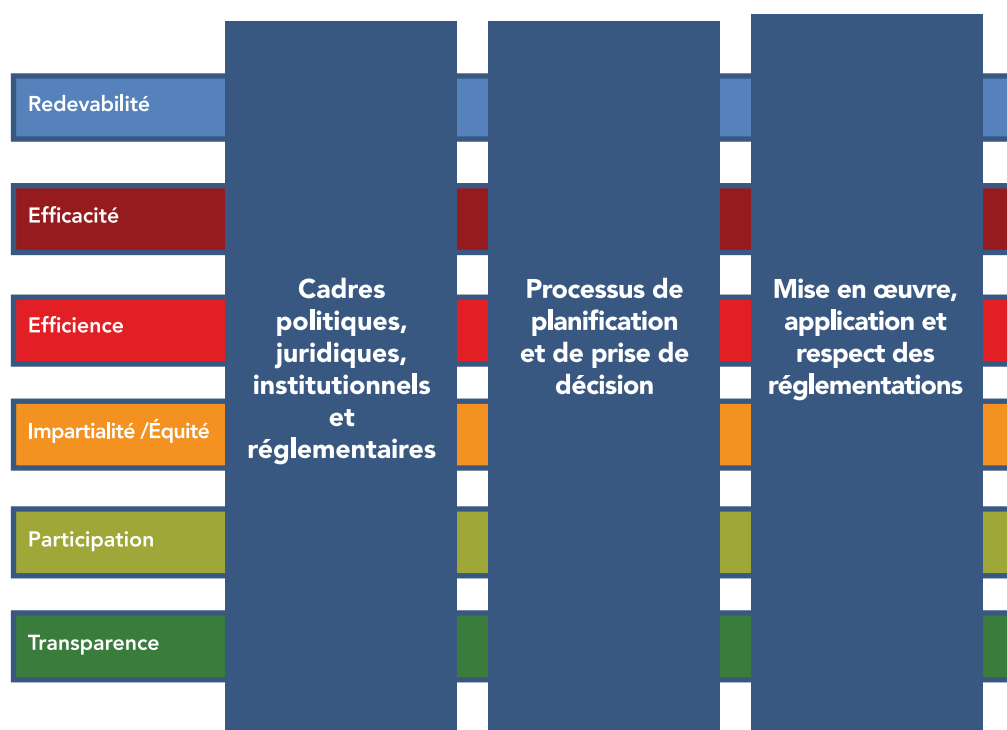 Redevabilité
Efficacité
Efficience
Impartialité /Équité
Participation
Transparence
Cadres
politiques,
juridiques,
institutionnels
et
réglementaires
Processus de
planification
et de prise de
décision
Mise en œuvre,
application et
respect des
réglementations